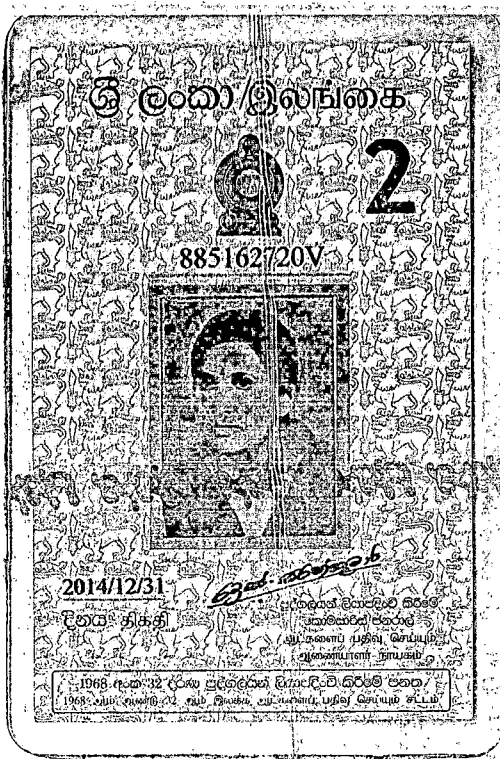 ශ්‍රී ලංකා/இலங்கை
2
885162720V
2014/12/31
දිනය திகதி
පුද්ගලයන් ලියාපදිංචි කිරීමේ
කොමසාරිස් ජනරාල්
ஆட்களைப் பதிவு செய்யும்
ஆணையாளர் நாயகம்
1968 අංක 32 දරණ පුද්ගලයන් ලියාපදිංචි කිරීමේ පනත
1968 ஆம் ஆண்டு 32 ஆம் இலக்க ஆட்களைப் பதிவு செய்யும் சட்டம்